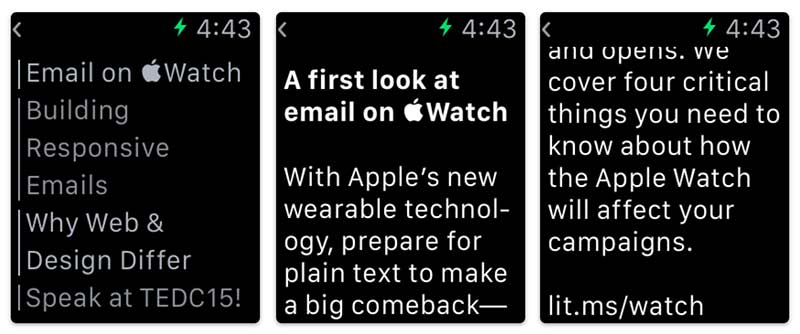 4:43
Email on Watch
Building
Responsive
Emails
Why Web &
Design Differ
Speak at TEDC15!
4:43
A first look at
email on Watch
With Apple’s new
wearable technol-
ogy, prepare for
plain text to make
a big comeback—
4:43
and opens. We
cover four critical
things you need to
know about how
the Apple Watch
will affect your
campaigns.
lit.ms/watch